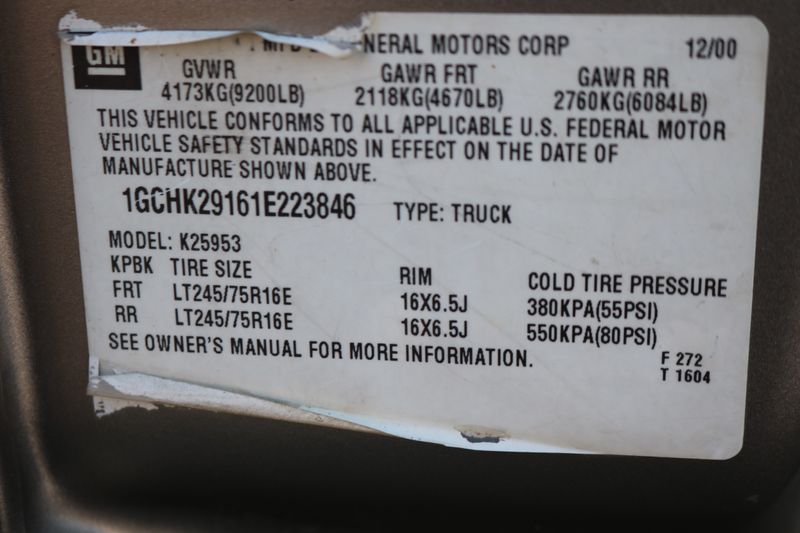 GM
MFD NERAL MOTORS CORP 12/00
GVWR GAWR FRT GAWR RR
4173KG(9200LB) 2118KG(4670LB) 2760KG(6084LB)
THIS VEHICLE CONFORMS TO ALL APPLICABLE U.S. FEDERAL MOTOR
VEHICLE SAFETY STANDARDS IN EFFECT ON THE DATE OF
MANUFACTURE SHOWN ABOVE.
1GCHK29161E223846 TYPE: TRUCK
MODEL: K25953
KPBK TIRE SIZE RIM COLD TIRE PRESSURE
FRT LT245/75R16E 16X6.5J 380KPA(55PSI)
RR LT245/75R16E 16X6.5J 550KPA(80PSI)
SEE OWNER'S MANUAL FOR MORE INFORMATION.
F 272
T 1604